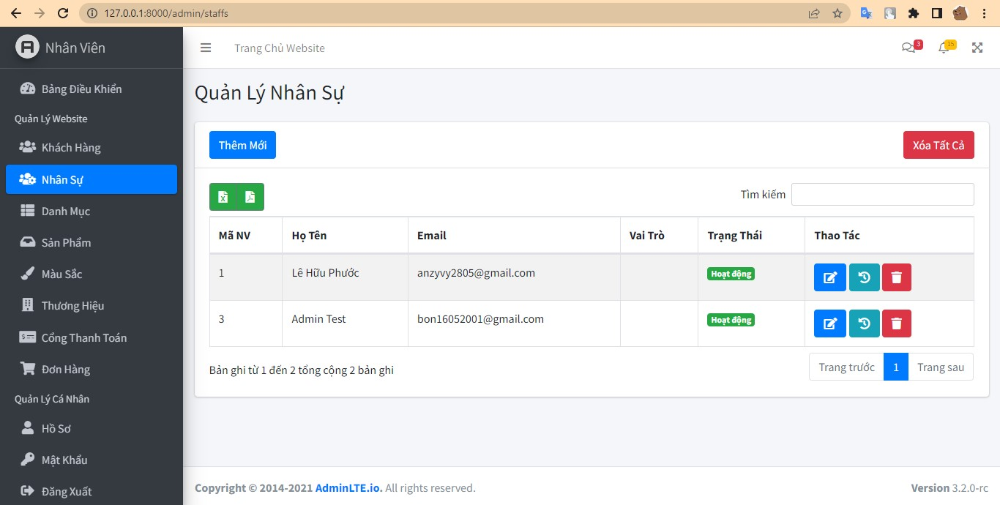 127.0.0.1:8000/admin/staffs
Nhân Viên
Trang Chủ Website
3
15
Bảng Điều Khiển
Quản Lý Website
Khách Hàng
Nhân Sự
Danh Mục
Sản Phẩm
Màu Sắc
Thương Hiệu
Cổng Thanh Toán
Đơn Hàng
Quản Lý Cá Nhân
Hồ Sơ
Mật Khẩu
Đăng Xuất
Quản Lý Nhân Sự
Thêm Mới
Xóa Tất Cả
Tìm kiếm
Mã NV Họ Tên Email Vai Trò Trạng Thái Thao Tác
1 Lê Hữu Phước anzyvy2805@gmail.com Hoạt động
3 Admin Test bon16052001@gmail.com Hoạt động
Bản ghi từ 1 đến 2 tổng cộng 2 bản ghi
Trang trước 1 Trang sau
Copyright © 2014-2021 AdminLTE.io. All rights reserved.
Version 3.2.0-rc